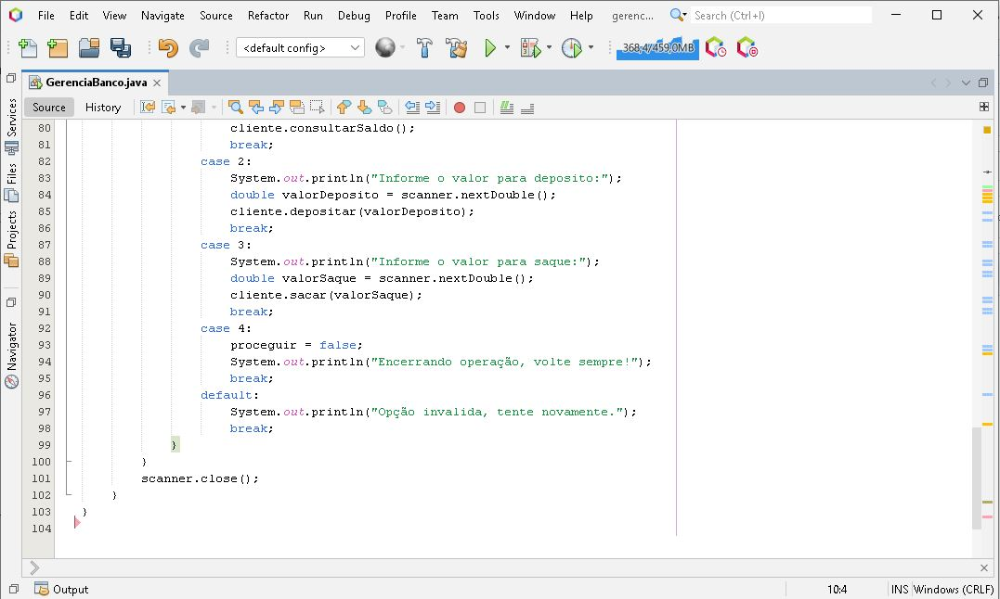 File Edit View Navigate Source Refactor Run Debug Profile Team Tools Window Help gerenc... Search (Ctrl+I)
<default config> 368,4/459,0MB
GerenciaBanco.java
Source History
Services
Files
Projects
Navigator
80 cliente.consultarSaldo();
81 break;
82 case 2:
83 System.out.println("Informe o valor para deposito:");
84 double valorDeposito = scanner.nextDouble();
85 cliente.depositar(valorDeposito);
86 break;
87 case 3:
88 System.out.println("Informe o valor para saque:");
89 double valorSaque = scanner.nextDouble();
90 cliente.sacar(valorSaque);
91 break;
92 case 4:
93 proceguir = false;
94 System.out.println("Encerrando operação, volte sempre!");
95 break;
96 default:
97 System.out.println("Opção invalida, tente novamente.");
98 break;
99 }
100 }
101 scanner.close();
102 }
103 }
104
Output 10:4 INS Windows (CRLF)